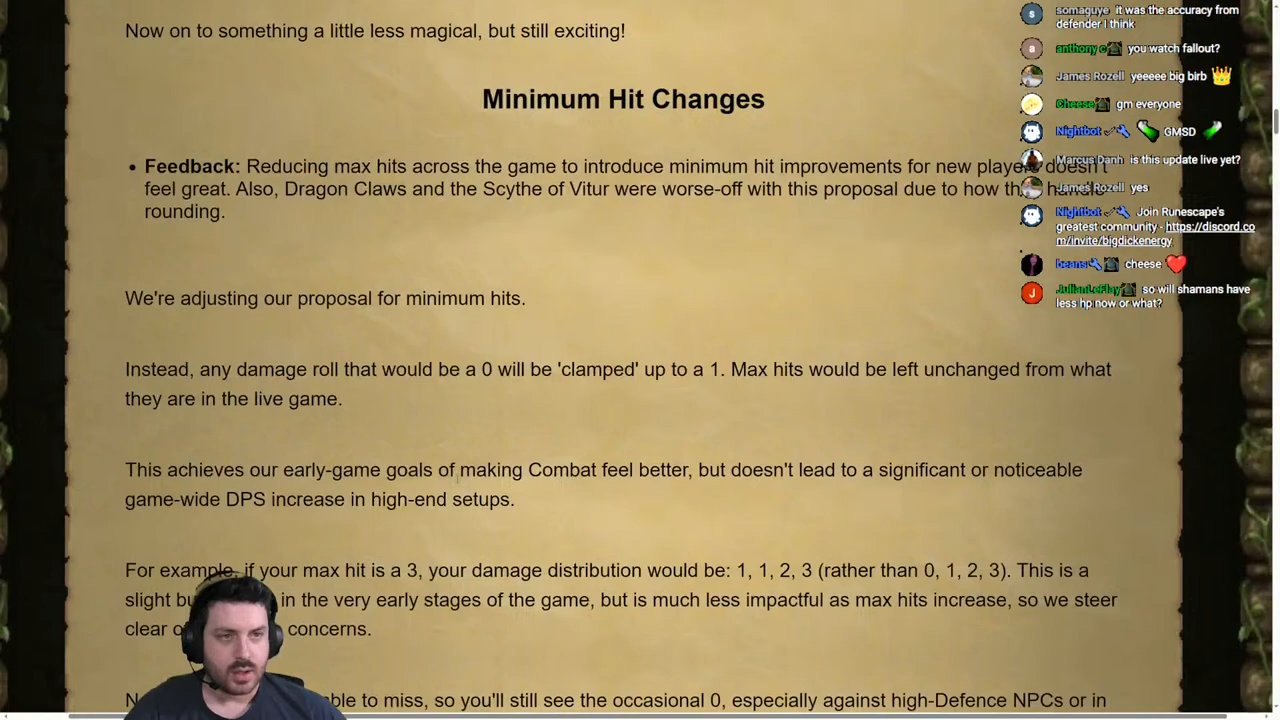 Now on to something a little less magical, but still exciting!
Minimum Hit Changes
• Feedback: Reducing max hits across the game to introduce minimum hit improvements for new players doesn't
feel great. Also, Dragon Claws and the Scythe of Vitur were worse-off with this proposal due to how
rounding.
We're adjusting our proposal for minimum hits.
Instead, any damage roll that would be a 0 will be 'clamped' up to a 1. Max hits would be left unchanged from what
they are in the live game.
This achieves our early-game goals of making Combat feel better, but doesn't lead to a significant or noticeable
game-wide DPS increase in high-end setups.
For example, if your max hit is a 3, your damage distribution would be: 1, 1, 2, 3 (rather than 0, 1, 2, 3). This is a
slight in the very early stages of the game, but is much less impactful as max hits increase, so we steer
clear concerns.
to miss, so you'll still see the occasional 0, especially against high-Defence NPCs or in
s somaguye it was the accuracy from
defender I think
a anthony c you watch fallout?
James Rozell yeeeee big birb
Cheese gm everyone
Nightbot GMSD
Marcus Danh is this update live yet?
James Rozell yes
Nightbot Join Runescape's
greatest community - https://discord.co
m/invite/bigdickenergy
beans cheese
J JulianLeFlay so will shamans have
less hp now or what?